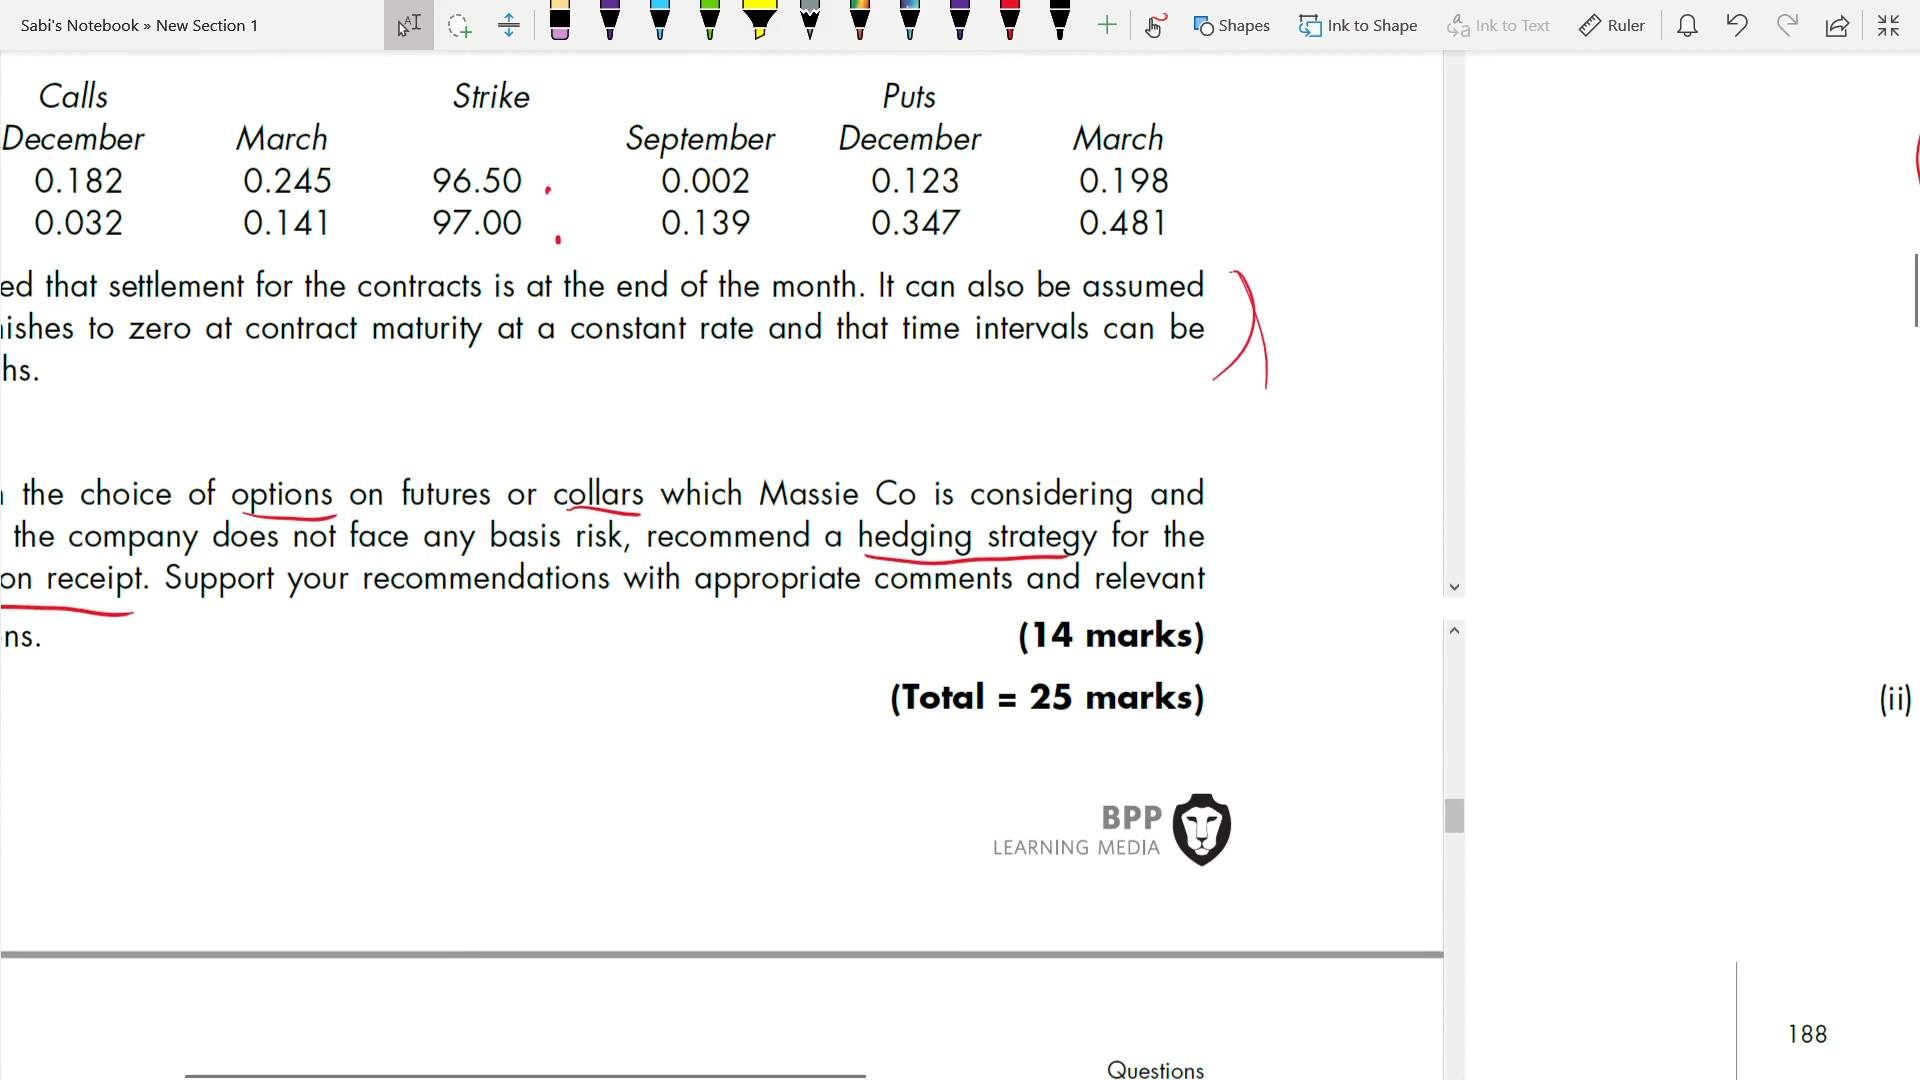 Sabi's Notebook » New Section 1
Shapes
Ink to Shape
Ink to Text
Ruler
Calls Strike Puts
December March September December March
0.182 0.245 96.50 0.002 0.123 0.198
0.032 0.141 97.00 0.139 0.347 0.481
ed that settlement for the contracts is at the end of the month. It can also be assumed
ishes to zero at contract maturity at a constant rate and that time intervals can be
hs.
the choice of options on futures or collars which Massie Co is considering and
the company does not face any basis risk, recommend a hedging strategy for the
on receipt. Support your recommendations with appropriate comments and relevant
ns.
(14 marks)
(Total = 25 marks)
(ii)
BPP
LEARNING MEDIA
188
Questions